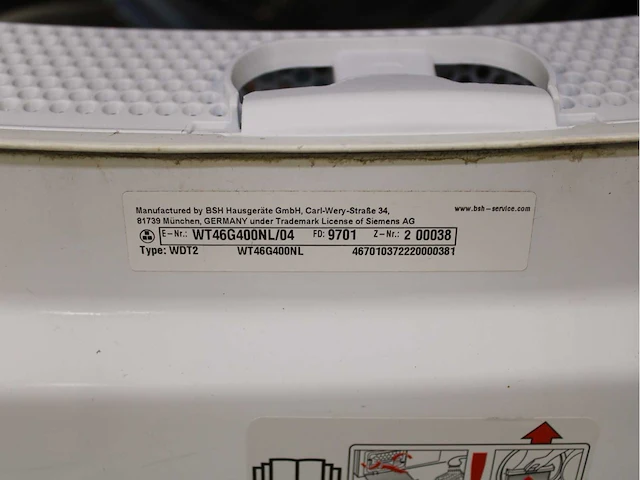 Manufactured by BSH Hausgeräte GmbH, Carl-Wery-Straße 34,
81739 München, GERMANY under Trademark License of Siemens AG
www.bsh-service.com
E-Nr.: WT46G400NL/04 FD: 9701 Z-Nr.: 2 00038
Type: WDT2 WT46G400NL 467010372220000381